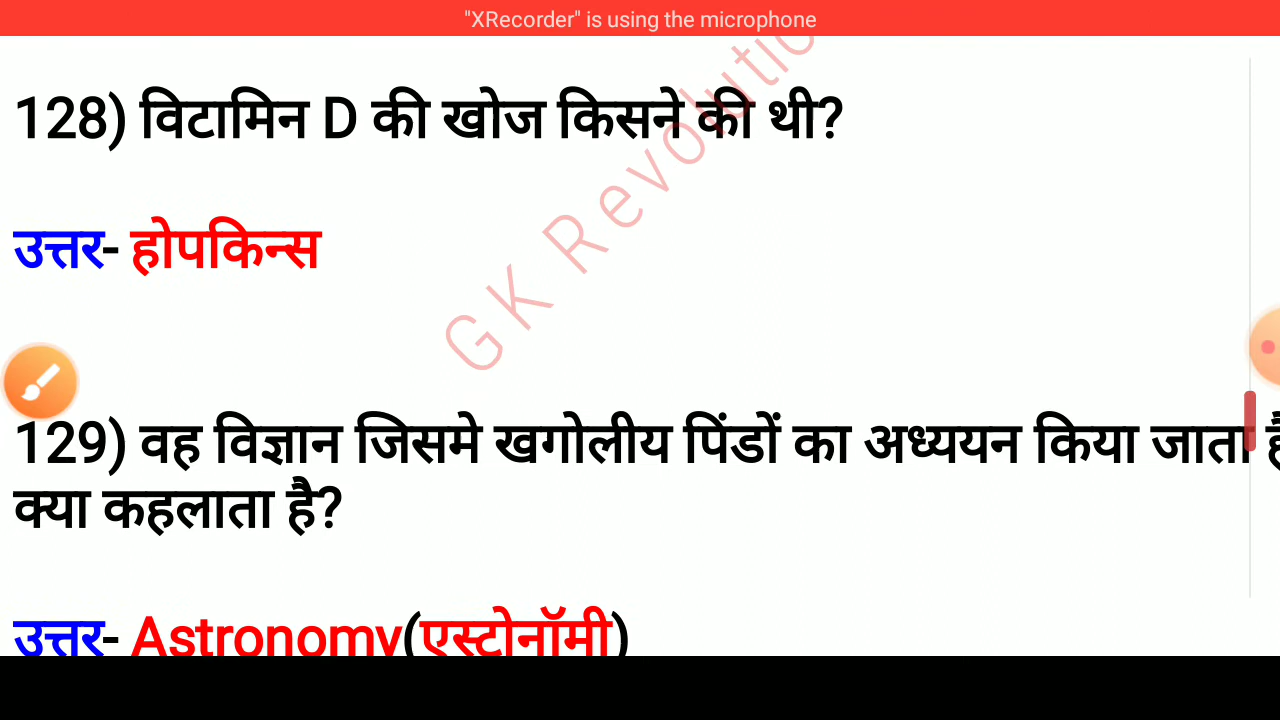 "XRecorder" is using the microphone
128) विटामिन D की खोज किसने की थी?
उत्तर- होपकिन्स
GK Revolutio
129) वह विज्ञान जिसमे खगोलीय पिंडों का अध्ययन किया जाता है
क्या कहलाता है?
उत्तर- Astronomy(एस्टोनॉमी)